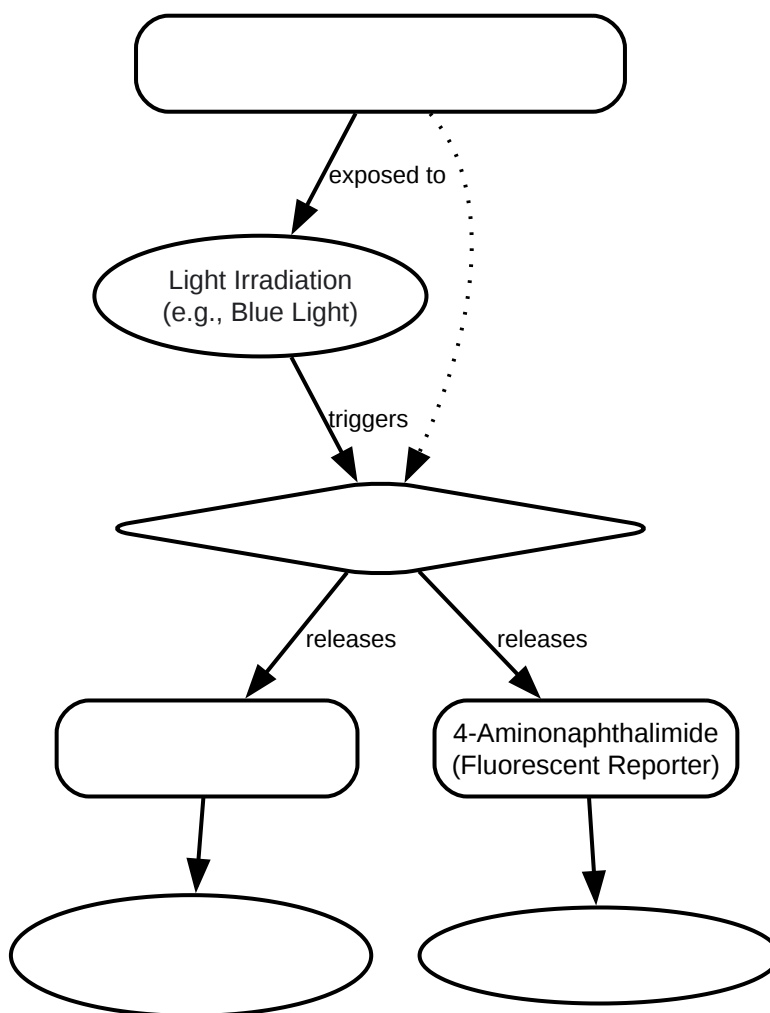 exposed to
Light Irradiation
(e.g., Blue Light)
triggers
releases
releases
4-Aminonaphthalimide
(Fluorescent Reporter)